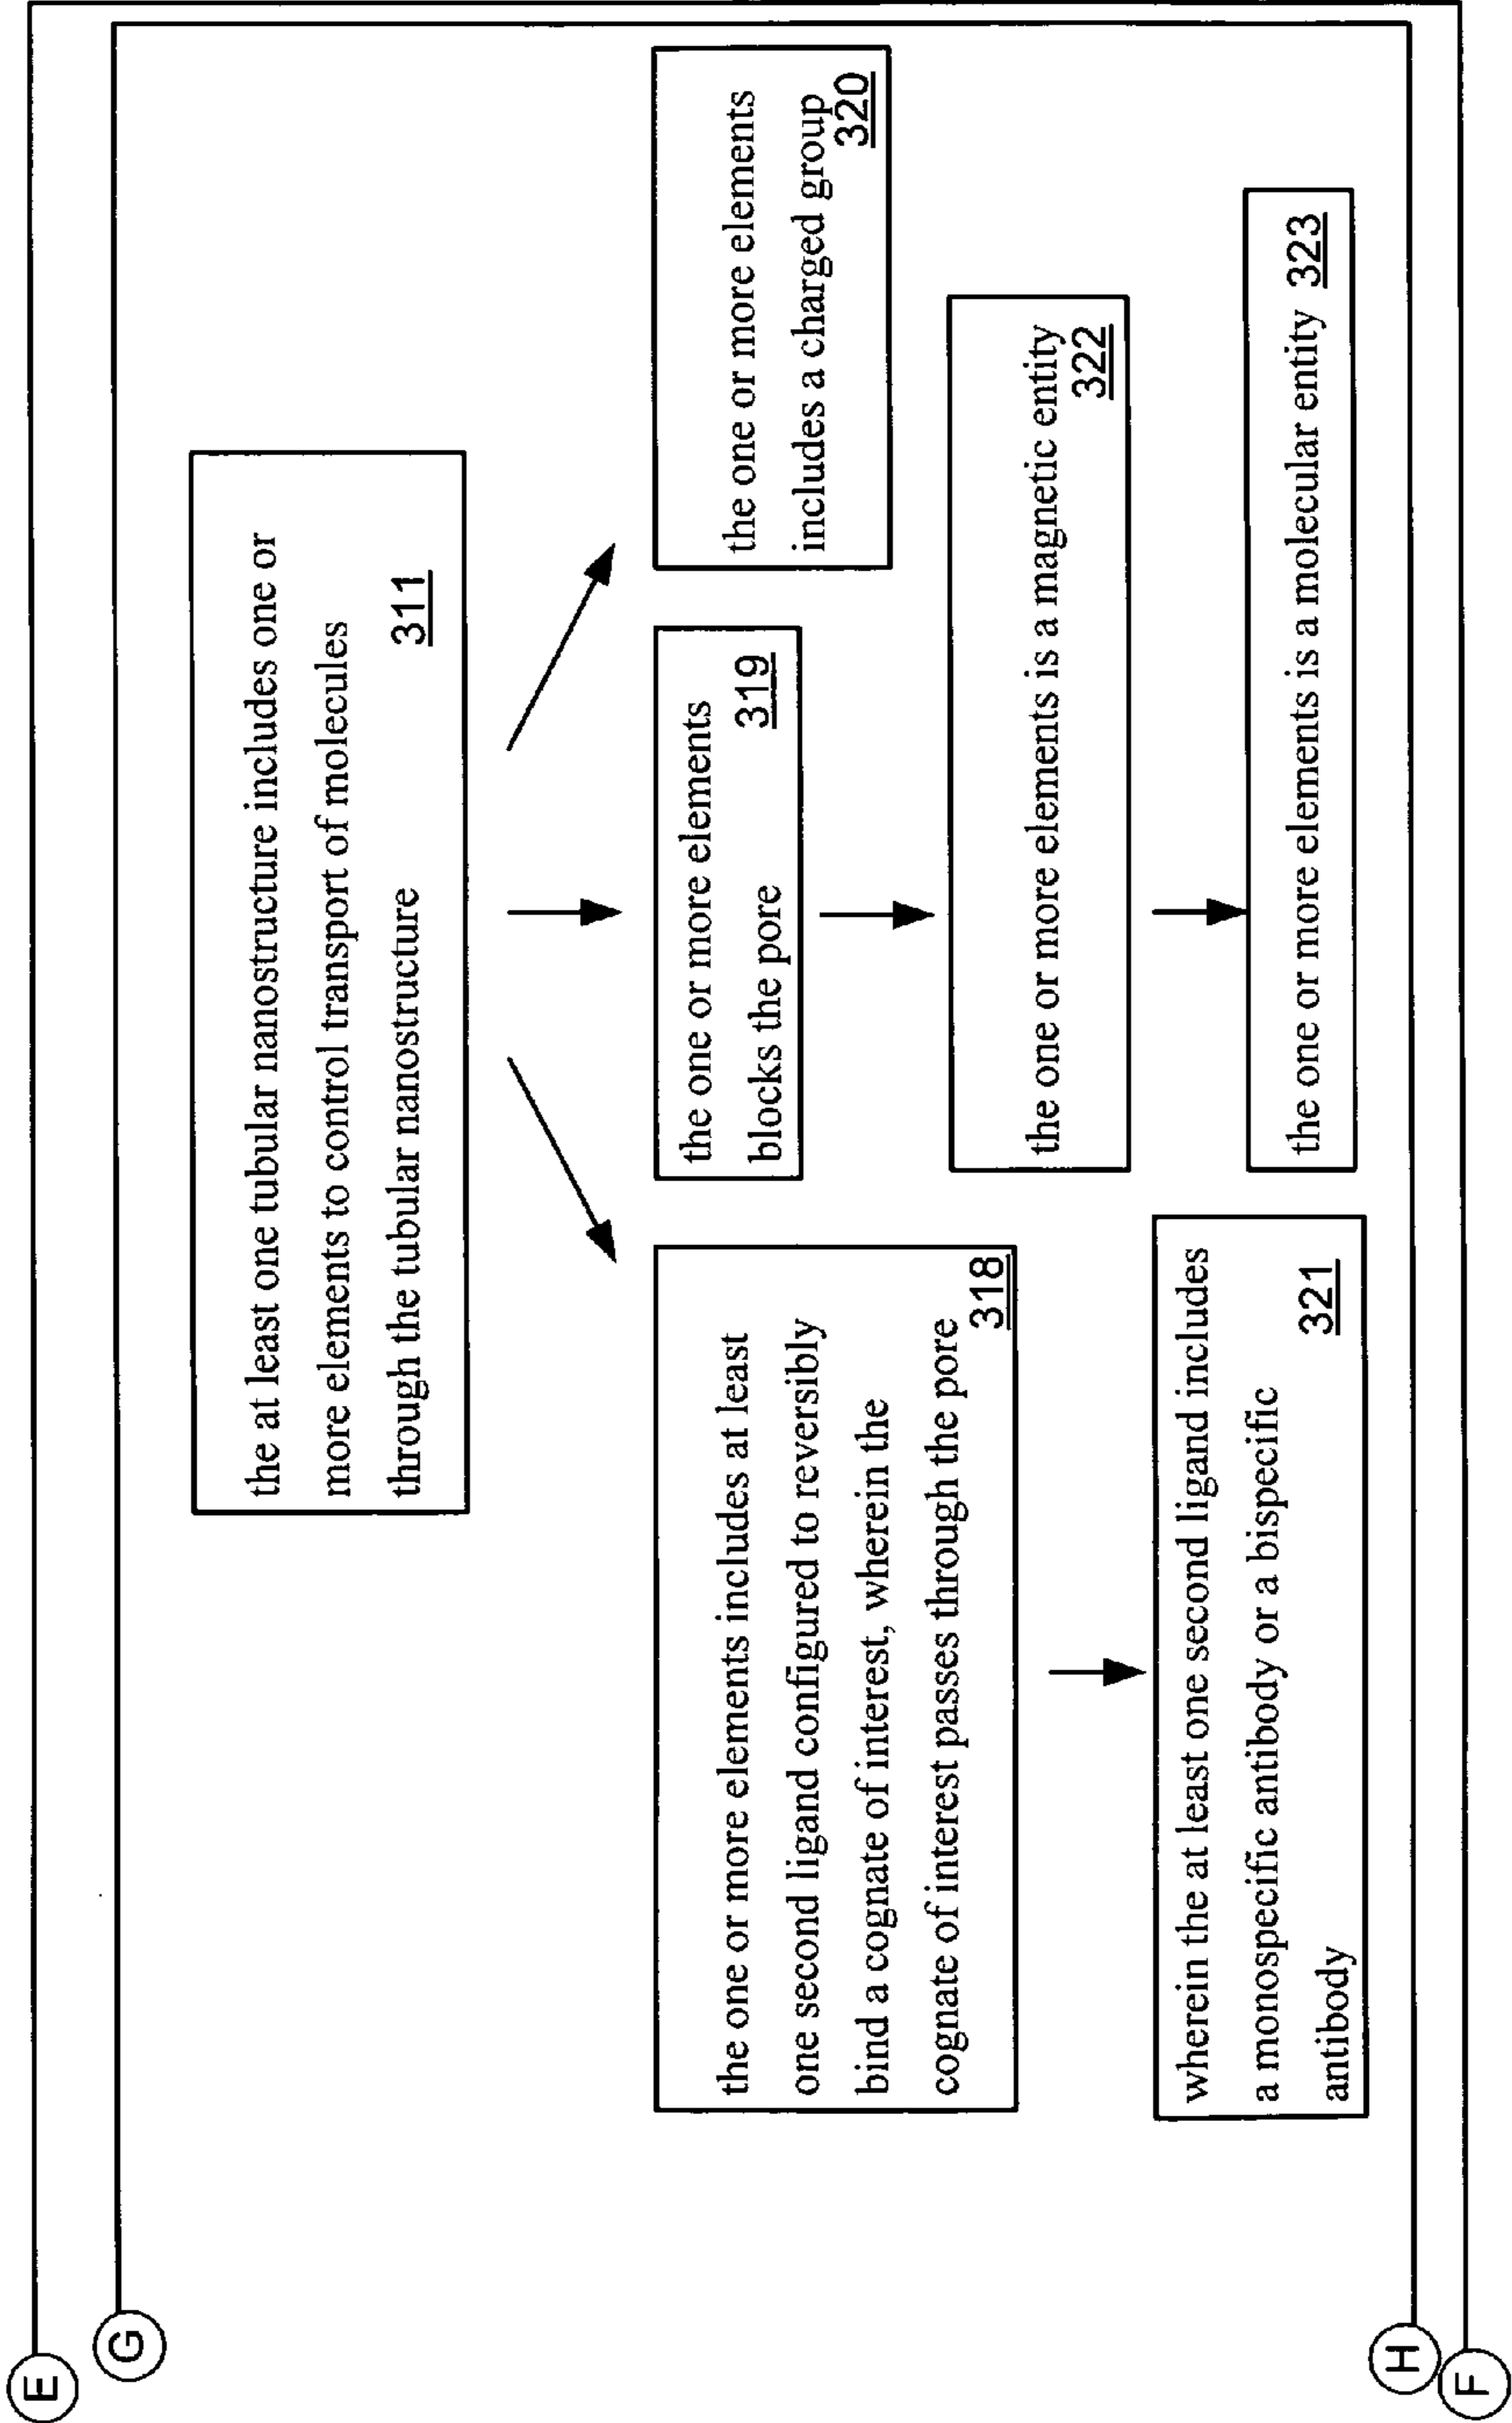 E
G
the at least one tubular nanostructure includes one or
more elements to control transport of molecules
through the tubular nanostructure 311
the one or more elements includes at least
one second ligand configured to reversibly
bind a cognate of interest, wherein the
cognate of interest passes through the pore
318
the one or more elements
319
blocks the pore
the one or more elements
includes a charged group
320
wherein the at least one second ligand includes
a monospecific antibody or a bispecific
321
antibody
the one or more elements is a magnetic entity
322
the one or more elements is a molecular entity 323
H
F